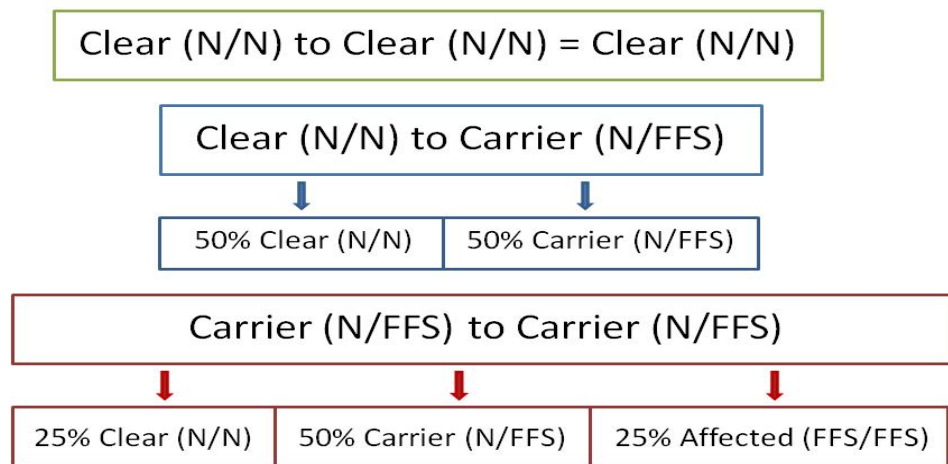 Clear (N/N) to Clear (N/N) = Clear (N/N)
Clear (N/N) to Carrier (N/FFS)
50% Clear (N/N)
50% Carrier (N/FFS)
Carrier (N/FFS) to Carrier (N/FFS)
25% Clear (N/N)
50% Carrier (N/FFS)
25% Affected (FFS/FFS)